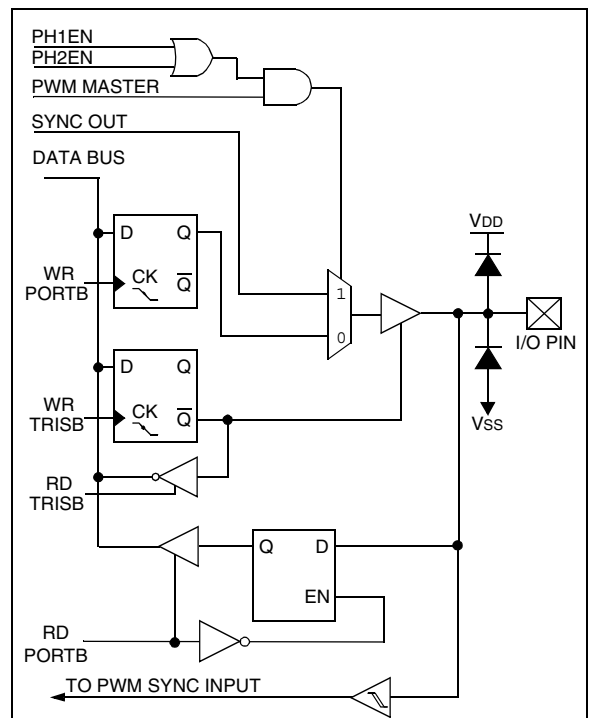 PH1EN
PH2EN
PWM MASTER
SYNC OUT
DATA BUS
D Q
WR
PORTB
CK
Q
VDD
1
0
I/O PIN
VSS
D Q
WR
TRISB
CK
Q
RD
TRISB
Q D
EN
RD
PORTB
TO PWM SYNC INPUT